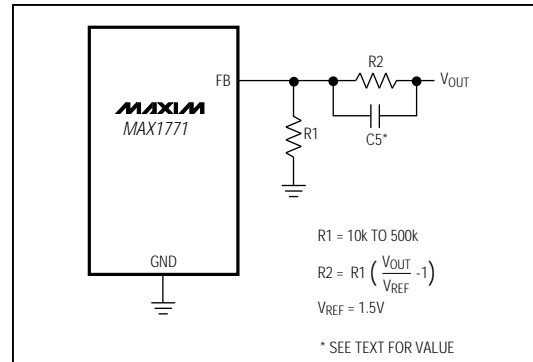 R2
FB
VOUT
MAXIM
MAX1771
R1
C5*
GND
R1 = 10k TO 500k
R2 = R1 ( VOUT / VREF -1)
VREF = 1.5V
* SEE TEXT FOR VALUE